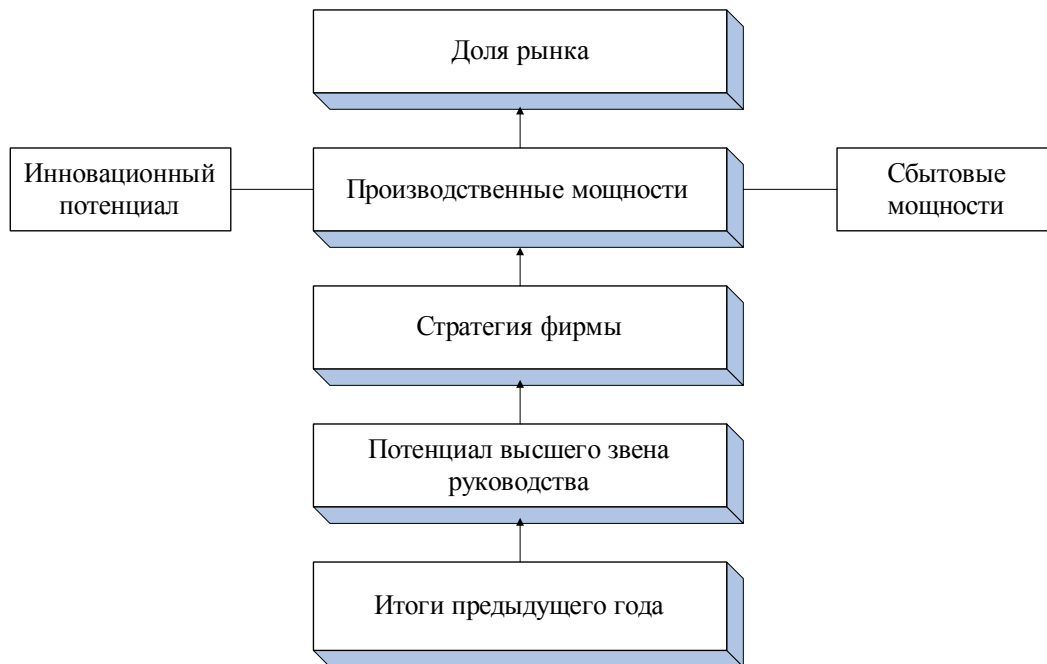 Доля рынка
Инновационный
потенциал
Производственные мощности
Сбытовые
мощности
Стратегия фирмы
Потенциал высшего звена
руководства
Итоги предыдущего года